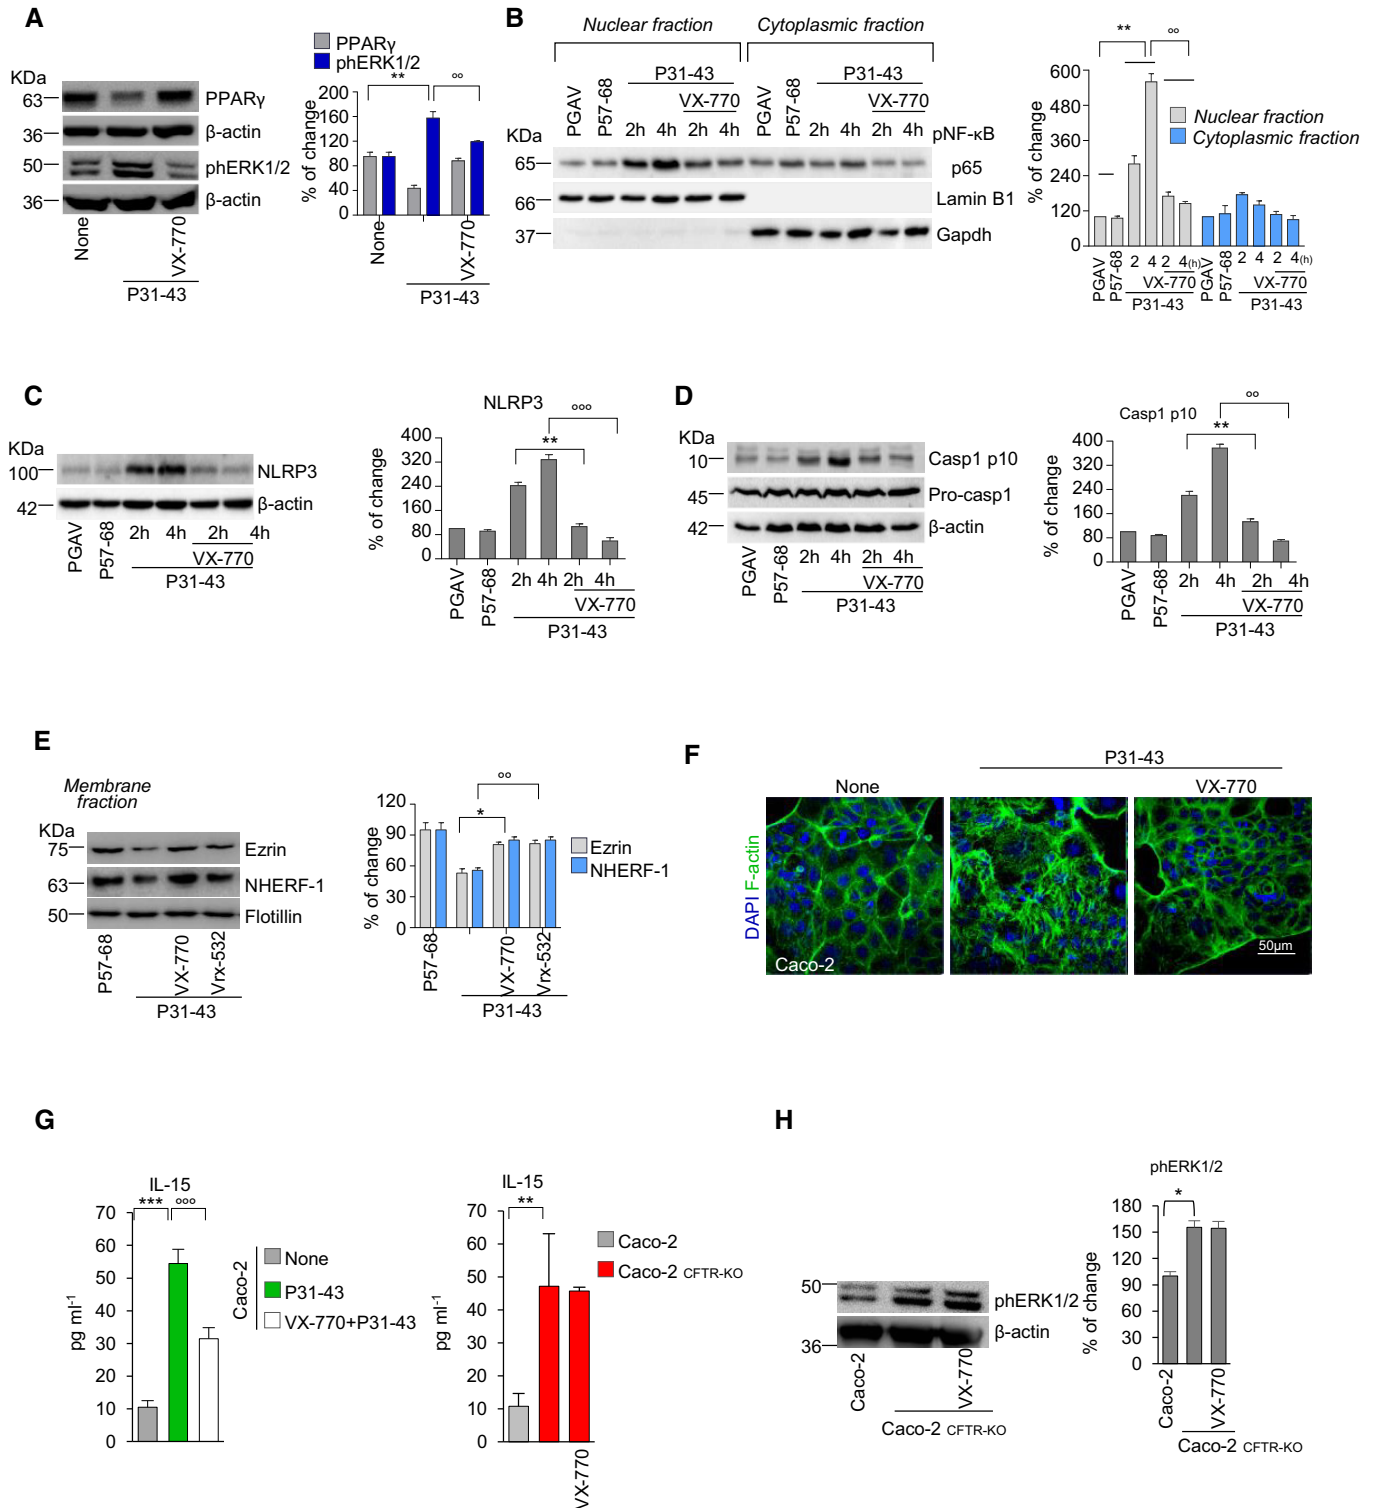 A
KDa
63
36
50
36
PPARγ
β-actin
phERK1/2
β-actin
None
VX-770
P31-43
PPARγ
phERK1/2
**
°°
% of change
200
160
120
80
40
0
None
VX-770
P31-43
B
Nuclear fraction
Cytoplasmic fraction
P31-43
P31-43
VX-770
VX-770
PGAV
P57-68
2h 4h 2h 4h
PGAV
P57-68
2h 4h 2h 4h
KDa
65
66
37
pNF-κB
p65
Lamin B1
Gapdh
**
°°
% of change
600
480
360
240
120
0
Nuclear fraction
Cytoplasmic fraction
PGAV
P57-68
2 4 2 4(h)
VX-770
P31-43
PGAV
P57-68
2 4 2 4(h)
VX-770
P31-43
C
KDa
100
42
NLRP3
β-actin
PGAV
P57-68
2h 4h 2h 4h
VX-770
P31-43
NLRP3
°°°
**
% of change
400
320
240
160
80
0
PGAV
P57-68
2h 4h 2h 4h
VX-770
P31-43
D
KDa
10
45
42
Casp1 p10
Pro-casp1
β-actin
PGAV
P57-68
2h 4h 2h 4h
VX-770
P31-43
Casp1 p10
°°
**
% of change
400
320
240
160
80
0
PGAV
P57-68
2h 4h 2h 4h
VX-770
P31-43
E
Membrane
fraction
KDa
75
63
50
Ezrin
NHERF-1
Flotillin
P57-68
VX-770
Vrx-532
P31-43
°°
*
% of change
120
90
60
30
0
Ezrin
NHERF-1
P57-68
VX-770
Vrx-532
P31-43
F
P31-43
None
VX-770
DAPI F-actin
Caco-2
50μm
G
IL-15
*** °°°
pg ml-1
70
60
50
40
30
20
10
0
Caco-2
None
P31-43
VX-770+P31-43
IL-15
**
pg ml-1
70
60
50
40
30
20
10
0
VX-770
Caco-2
Caco-2 CFTR-KO
H
50
36
phERK1/2
β-actin
Caco-2
VX-770
Caco-2 CFTR-KO
phERK1/2
*
% of change
180
150
120
90
60
30
0
Caco-2
VX-770
Caco-2 CFTR-KO